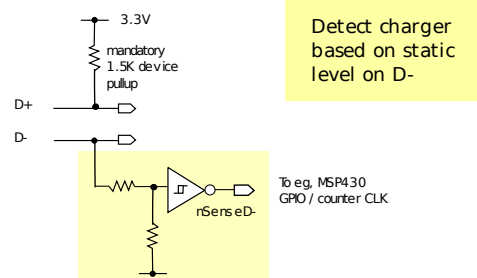 3.3V
mandatory
1.5K device
pullup
Detect charger
based on static
level on D-
D+
D-
nSenseD-
To eg, MSP430
GPIO / counter CLK